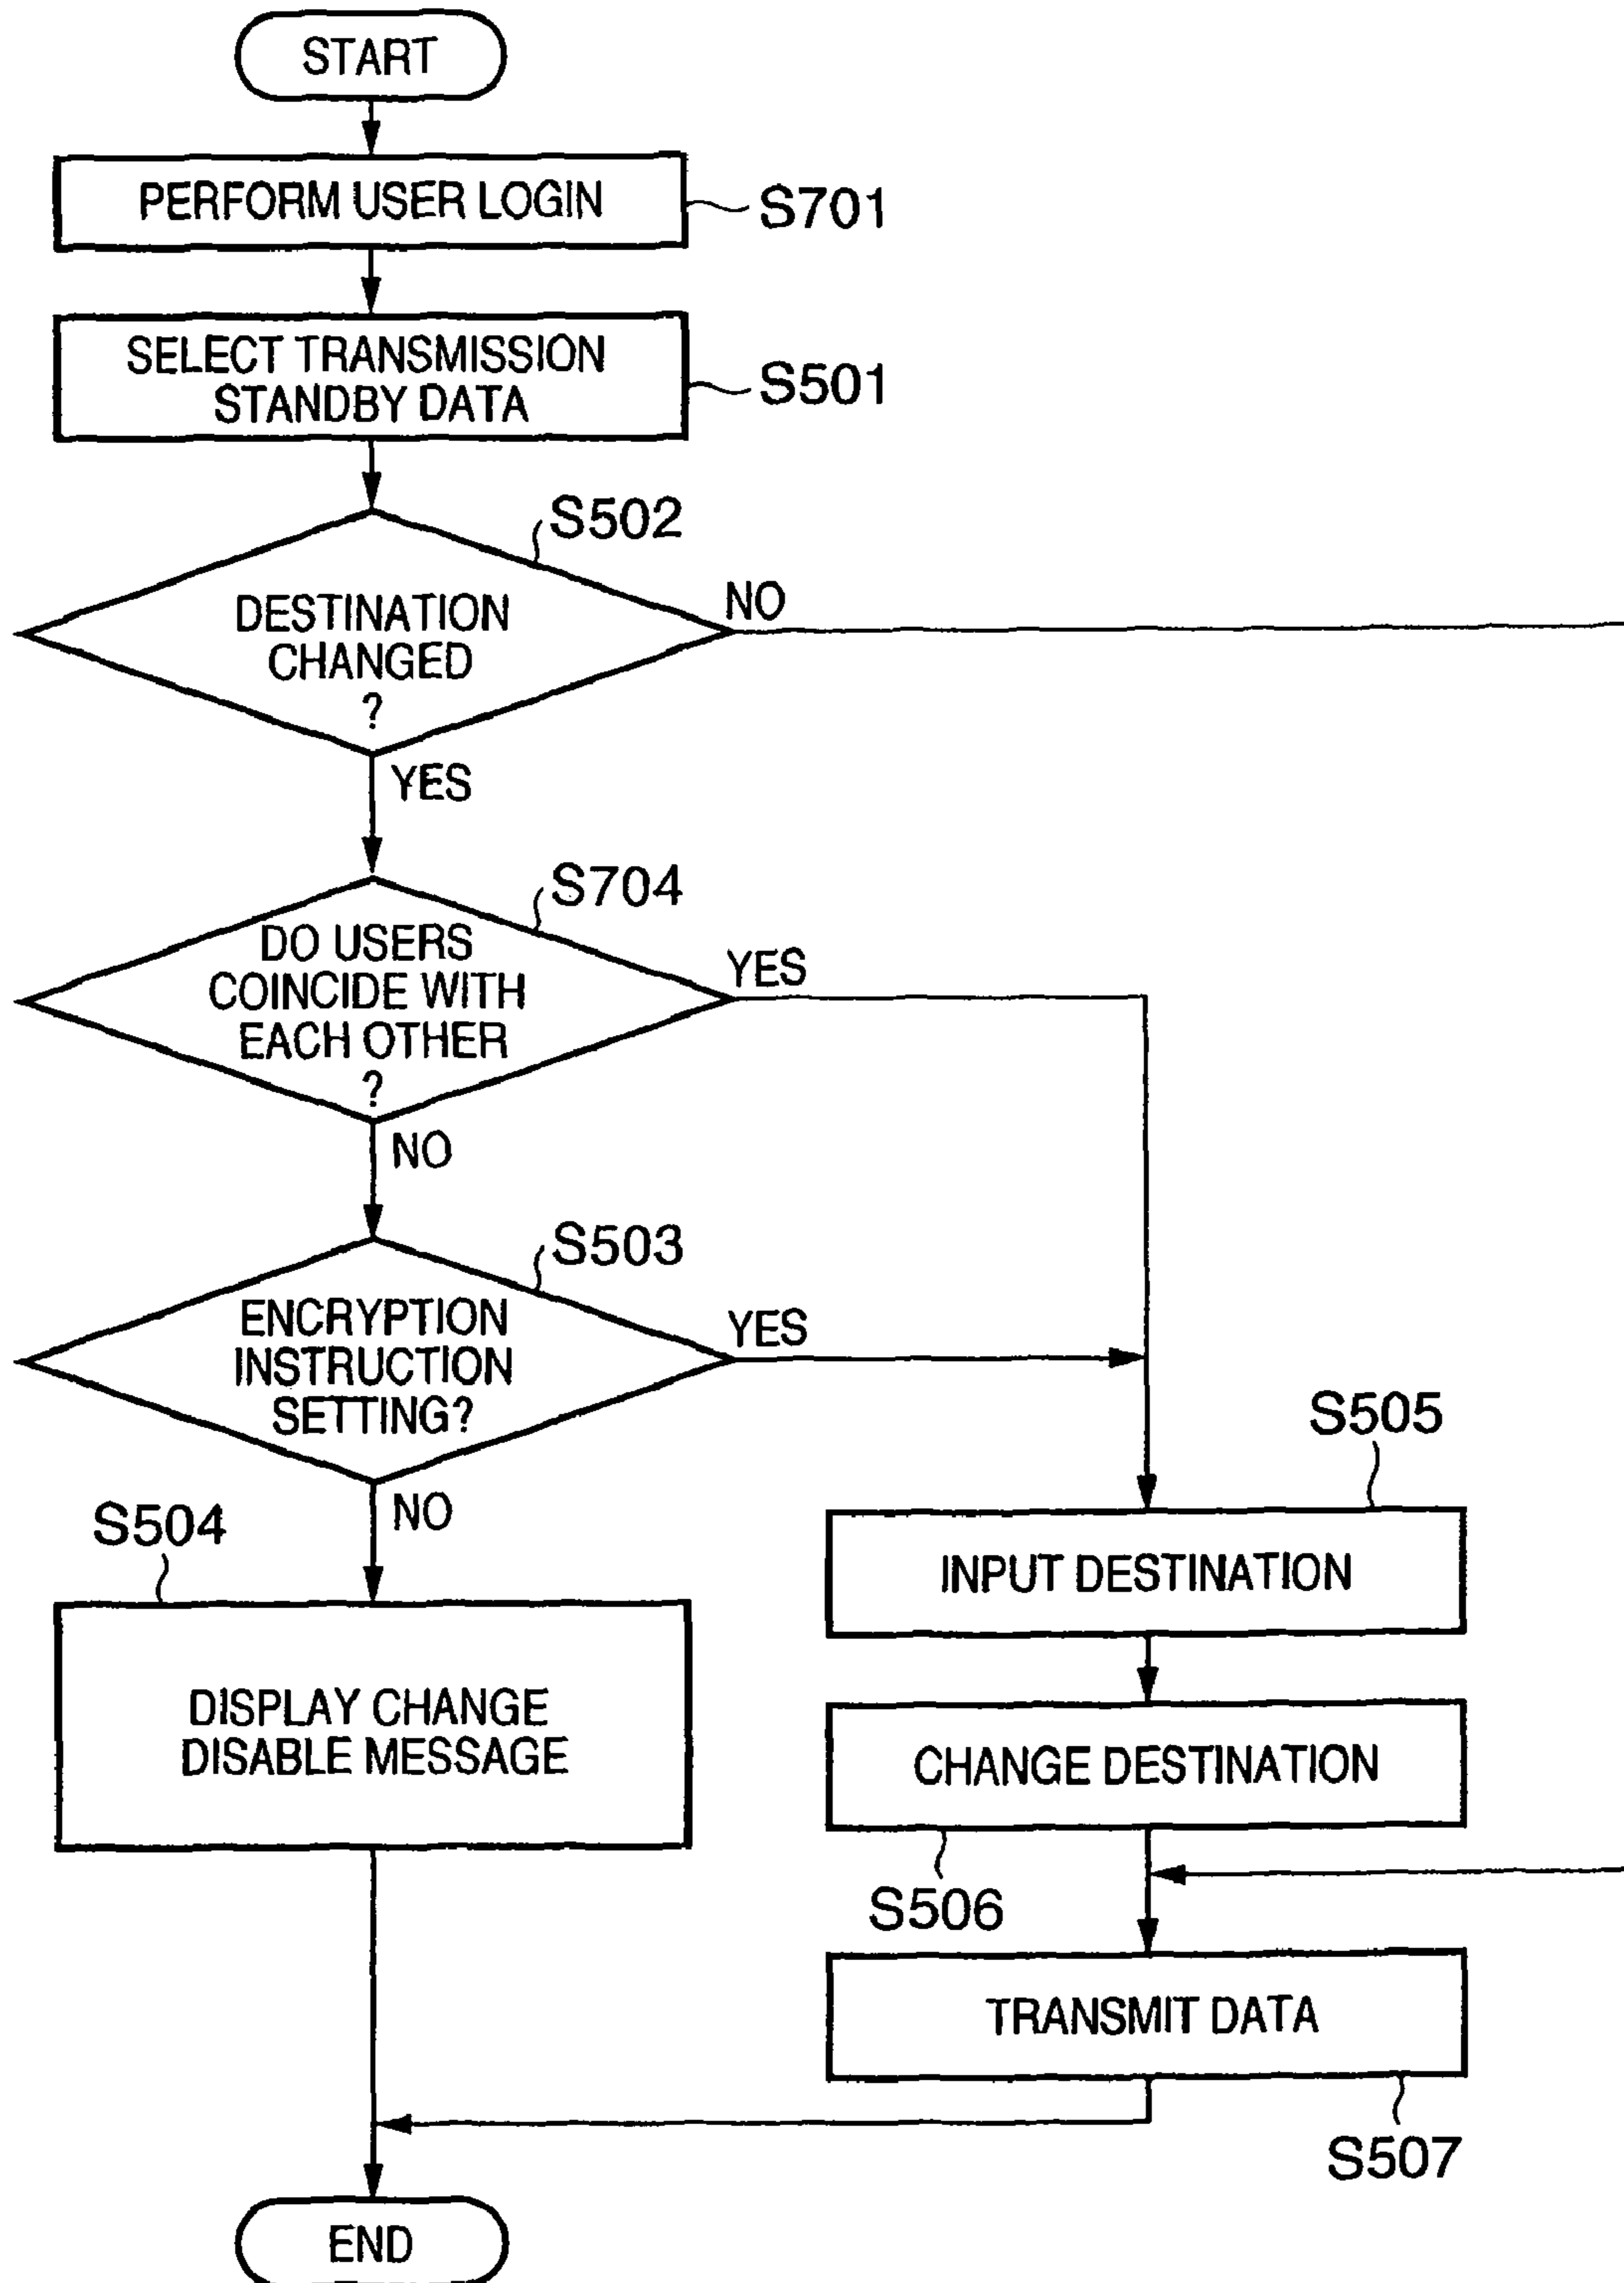 START
PERFORM USER LOGIN
S701
SELECT TRANSMISSION
STANDBY DATA
S501
S502
DESTINATION
CHANGED
?
NO
YES
S704
DO USERS
COINCIDE WITH
EACH OTHER
?
YES
NO
S503
ENCRYPTION
INSTRUCTION
SETTING?
YES
NO
S504
DISPLAY CHANGE
DISABLE MESSAGE
S505
INPUT DESTINATION
CHANGE DESTINATION
S506
TRANSMIT DATA
S507
END